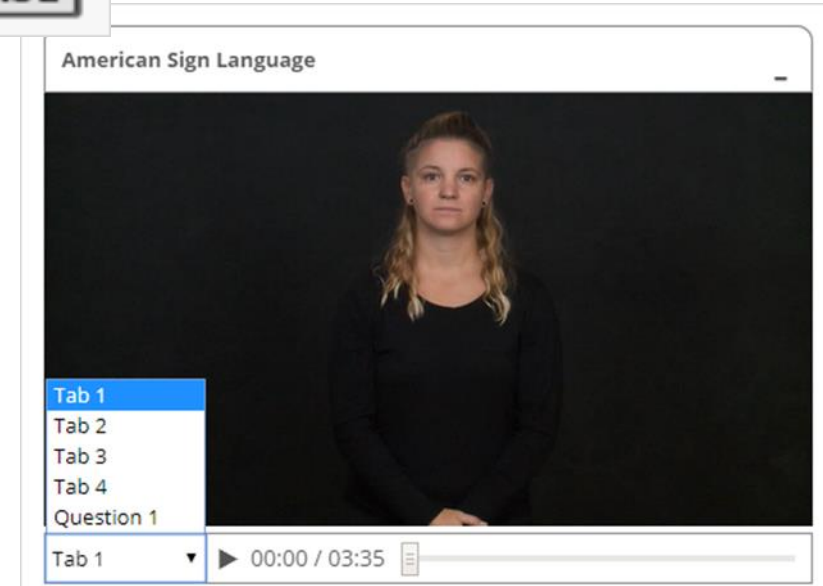 American Sign Language
Tab 1
Tab 2
Tab 3
Tab 4
Question 1
Tab 1 00:00 / 03:35